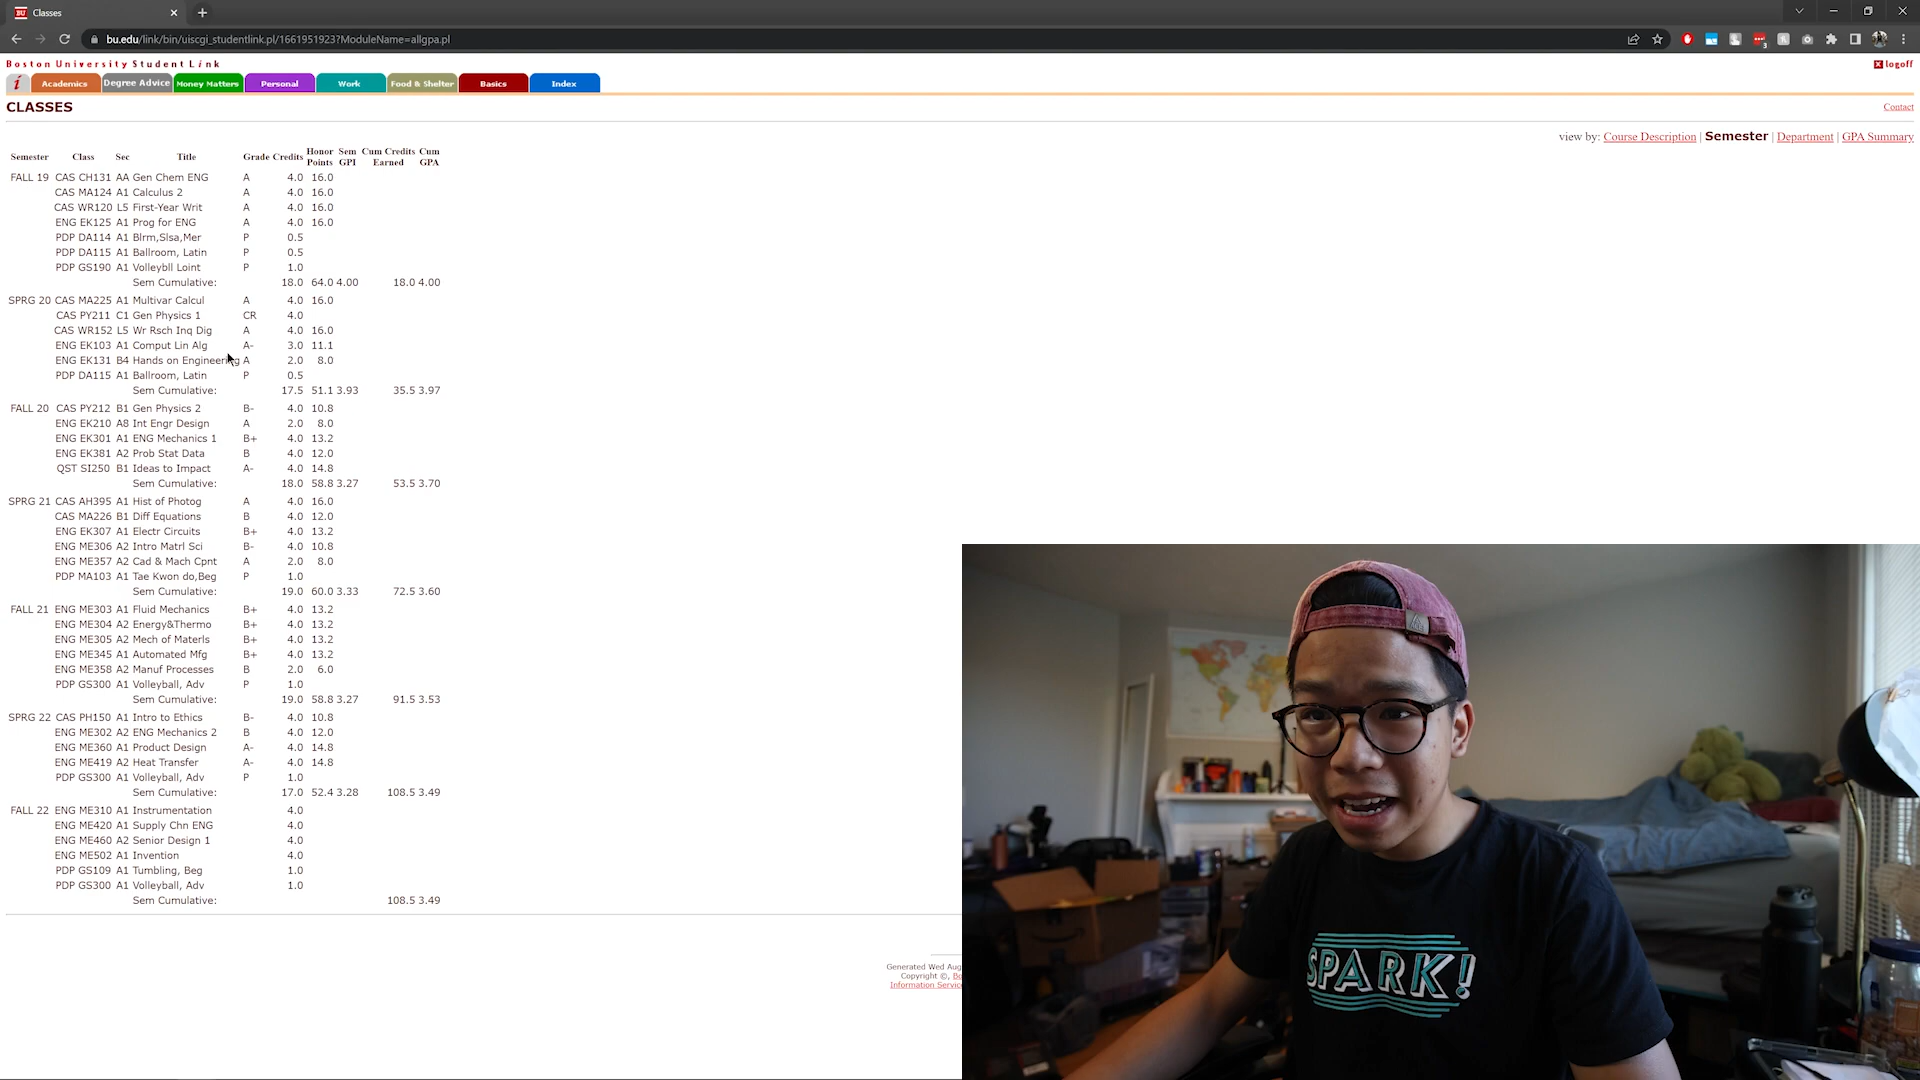 Classes
bu.edu/link/bin/uiscgi_studentlink.pl/1661951923?ModuleName=allgpa.pl
Boston University Student Link
logoff
i Academics Degree Advice Money Matters Personal Work Food & Shelter Basics Index
CLASSES
Contact
view by: Course Description | Semester | Department | GPA Summary
Semester Class Sec Title Grade Credits Honor Points Sem GPI Cum Credits Earned Cum GPA
FALL 19 CAS CH131 AA Gen Chem ENG A 4.0 16.0
CAS MA124 A1 Calculus 2 A 4.0 16.0
CAS WR120 L5 First-Year Writ A 4.0 16.0
ENG EK125 A1 Prog for ENG A 4.0 16.0
PDP DA114 A1 Blrm,Slsa,Mer P 0.5
PDP DA115 A1 Ballroom, Latin P 0.5
PDP GS190 A1 Volleybll Loint P 1.0
Sem Cumulative: 18.0 64.0 4.00 18.0 4.00
SPRG 20 CAS MA225 A1 Multivar Calcul A 4.0 16.0
CAS PY211 C1 Gen Physics 1 CR 4.0
CAS WR152 L5 Wr Rsch Inq Dig A 4.0 16.0
ENG EK103 A1 Comput Lin Alg A- 3.0 11.1
ENG EK131 B4 Hands on Engineering A 2.0 8.0
PDP DA115 A1 Ballroom, Latin P 0.5
Sem Cumulative: 17.5 51.1 3.93 35.5 3.97
FALL 20 CAS PY212 B1 Gen Physics 2 B- 4.0 10.8
ENG EK210 A8 Int Engr Design A 2.0 8.0
ENG EK301 A1 ENG Mechanics 1 B+ 4.0 13.2
ENG EK381 A2 Prob Stat Data B 4.0 12.0
QST SI250 B1 Ideas to Impact A- 4.0 14.8
Sem Cumulative: 18.0 58.8 3.27 53.5 3.70
SPRG 21 CAS AH395 A1 Hist of Photog A 4.0 16.0
CAS MA226 B1 Diff Equations B 4.0 12.0
ENG EK307 A1 Electr Circuits B+ 4.0 13.2
ENG ME306 A2 Intro Matrl Sci B- 4.0 10.8
ENG ME357 A2 Cad & Mach Cpnt A 2.0 8.0
PDP MA103 A1 Tae Kwon do,Beg P 1.0
Sem Cumulative: 19.0 60.0 3.33 72.5 3.60
FALL 21 ENG ME303 A1 Fluid Mechanics B+ 4.0 13.2
ENG ME304 A2 Energy&Thermo B+ 4.0 13.2
ENG ME305 A2 Mech of Materls B+ 4.0 13.2
ENG ME345 A1 Automated Mfg B+ 4.0 13.2
ENG ME358 A2 Manuf Processes B 2.0 6.0
PDP GS300 A1 Volleyball, Adv P 1.0
Sem Cumulative: 19.0 58.8 3.27 91.5 3.53
SPRG 22 CAS PH150 A1 Intro to Ethics B- 4.0 10.8
ENG ME302 A2 ENG Mechanics 2 B 4.0 12.0
ENG ME360 A1 Product Design A- 4.0 14.8
ENG ME419 A2 Heat Transfer A- 4.0 14.8
PDP GS300 A1 Volleyball, Adv P 1.0
Sem Cumulative: 17.0 52.4 3.28 108.5 3.49
FALL 22 ENG ME310 A1 Instrumentation 4.0
ENG ME420 A1 Supply Chn ENG 4.0
ENG ME460 A2 Senior Design 1 4.0
ENG ME502 A1 Invention 4.0
PDP GS109 A1 Tumbling, Beg 1.0
PDP GS300 A1 Volleyball, Adv 1.0
Sem Cumulative: 108.5 3.49
Generated Wed Aug
Copyright ©, Bo
Information Service
SPARK!